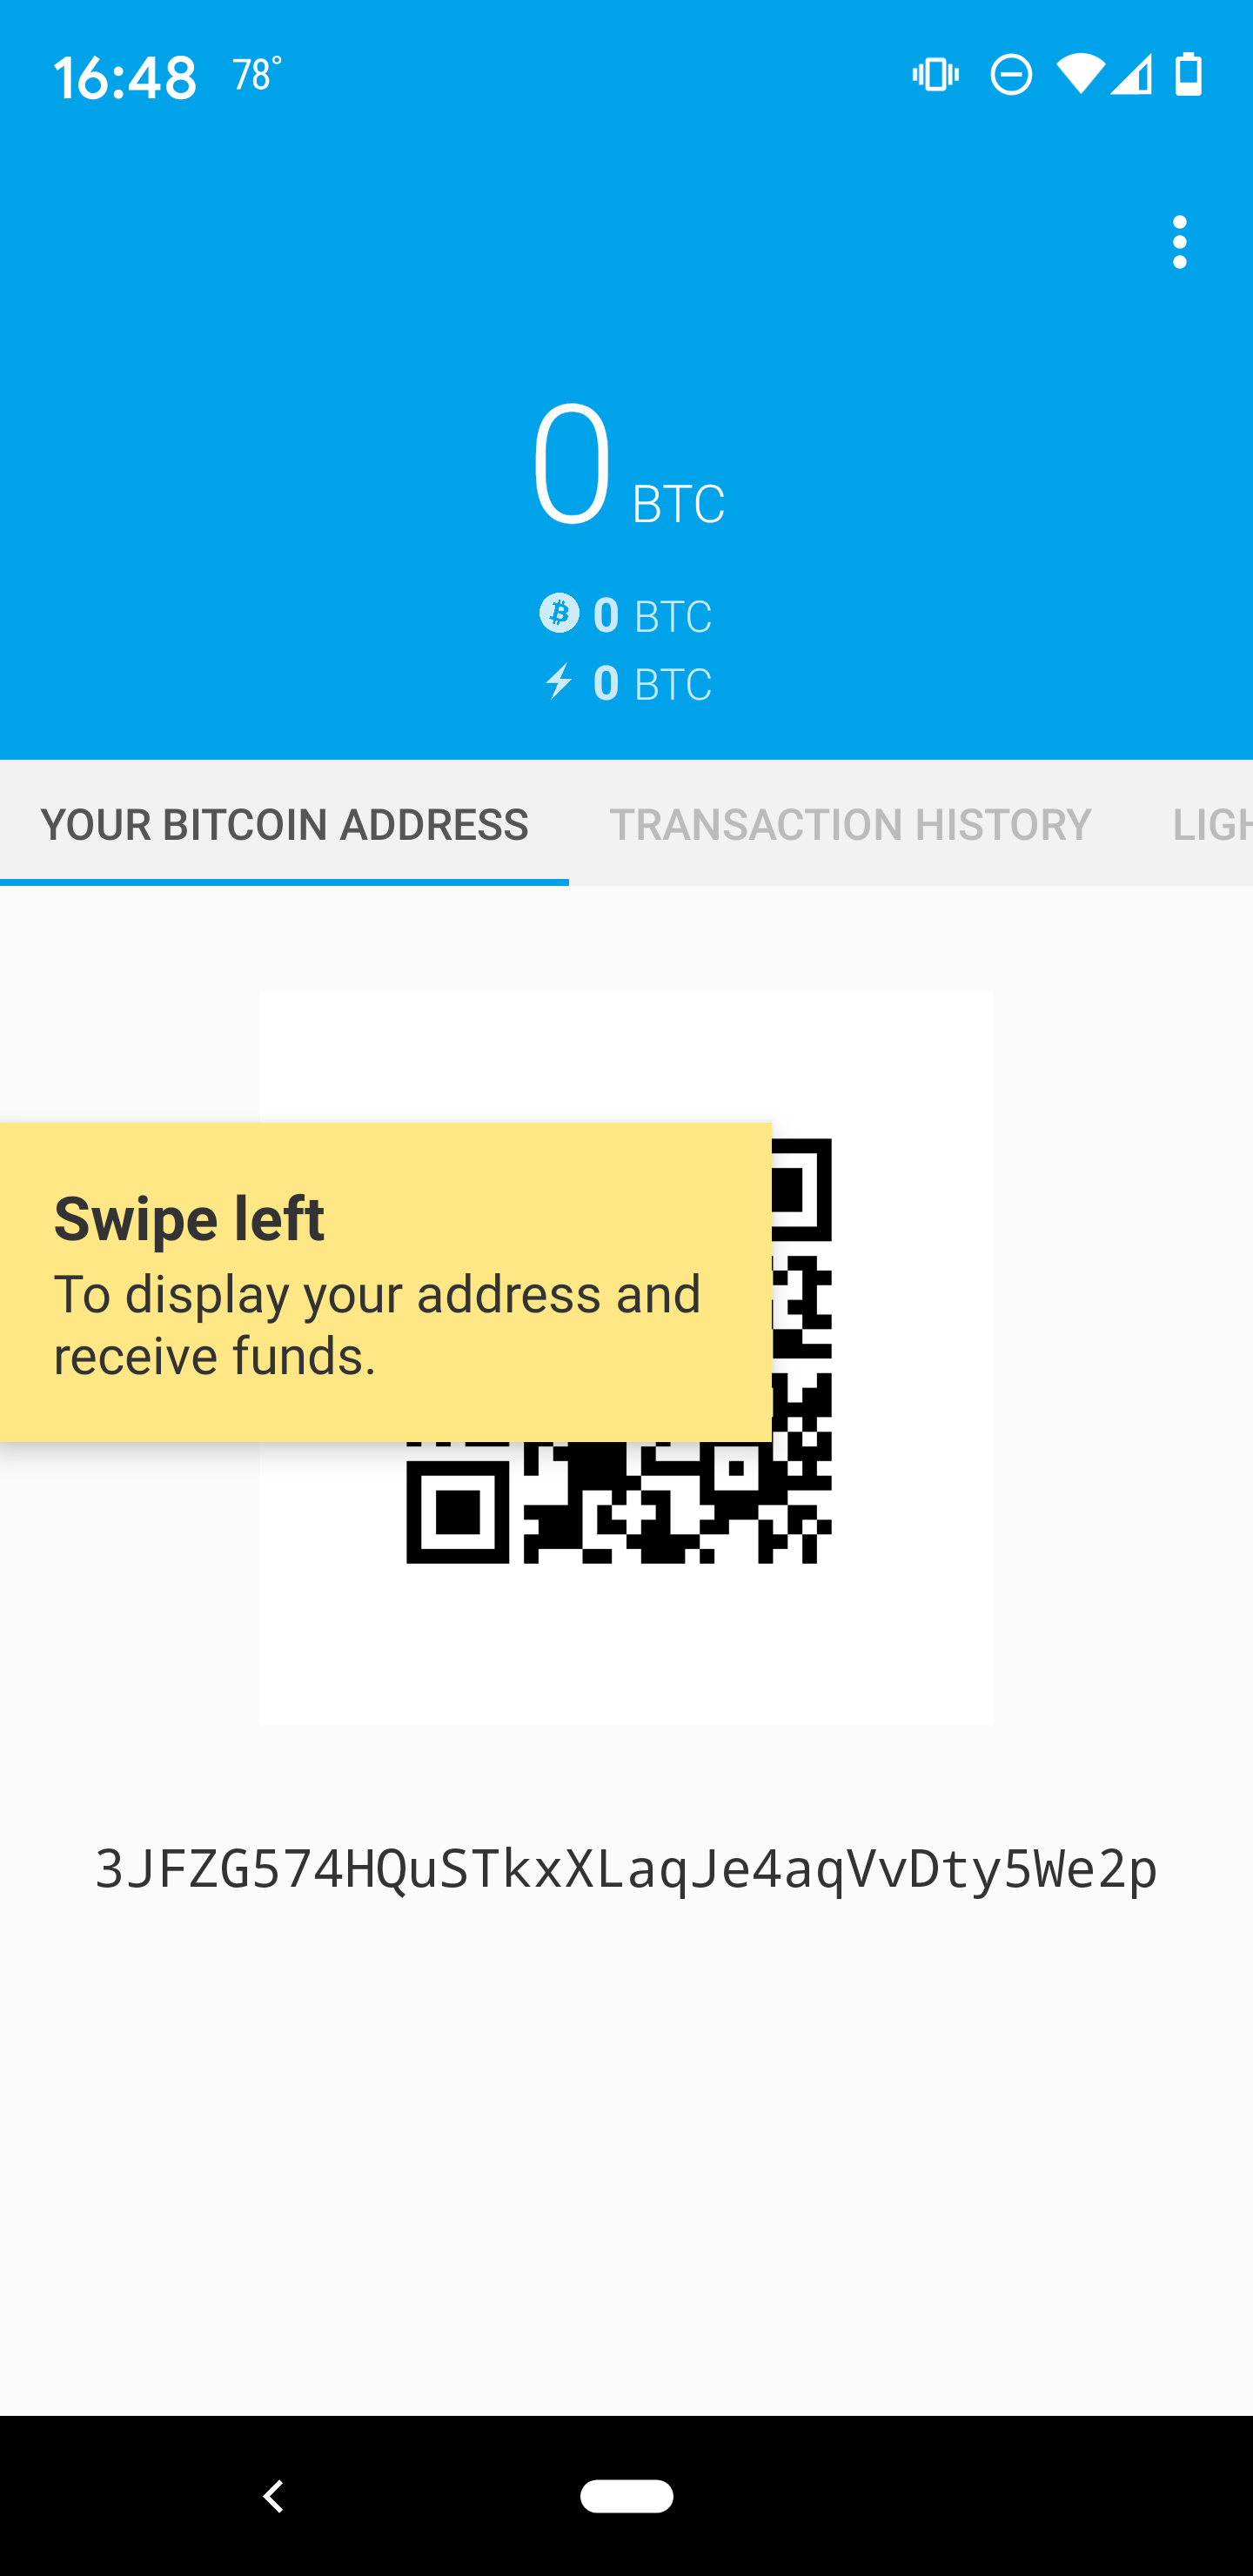 16:48 78°
0 BTC
0 BTC
0 BTC
YOUR BITCOIN ADDRESS TRANSACTION HISTORY LIGH
Swipe left
To display your address and
receive funds.
3JFZG574HQuSTkxXLaqJe4aqVvDty5We2p